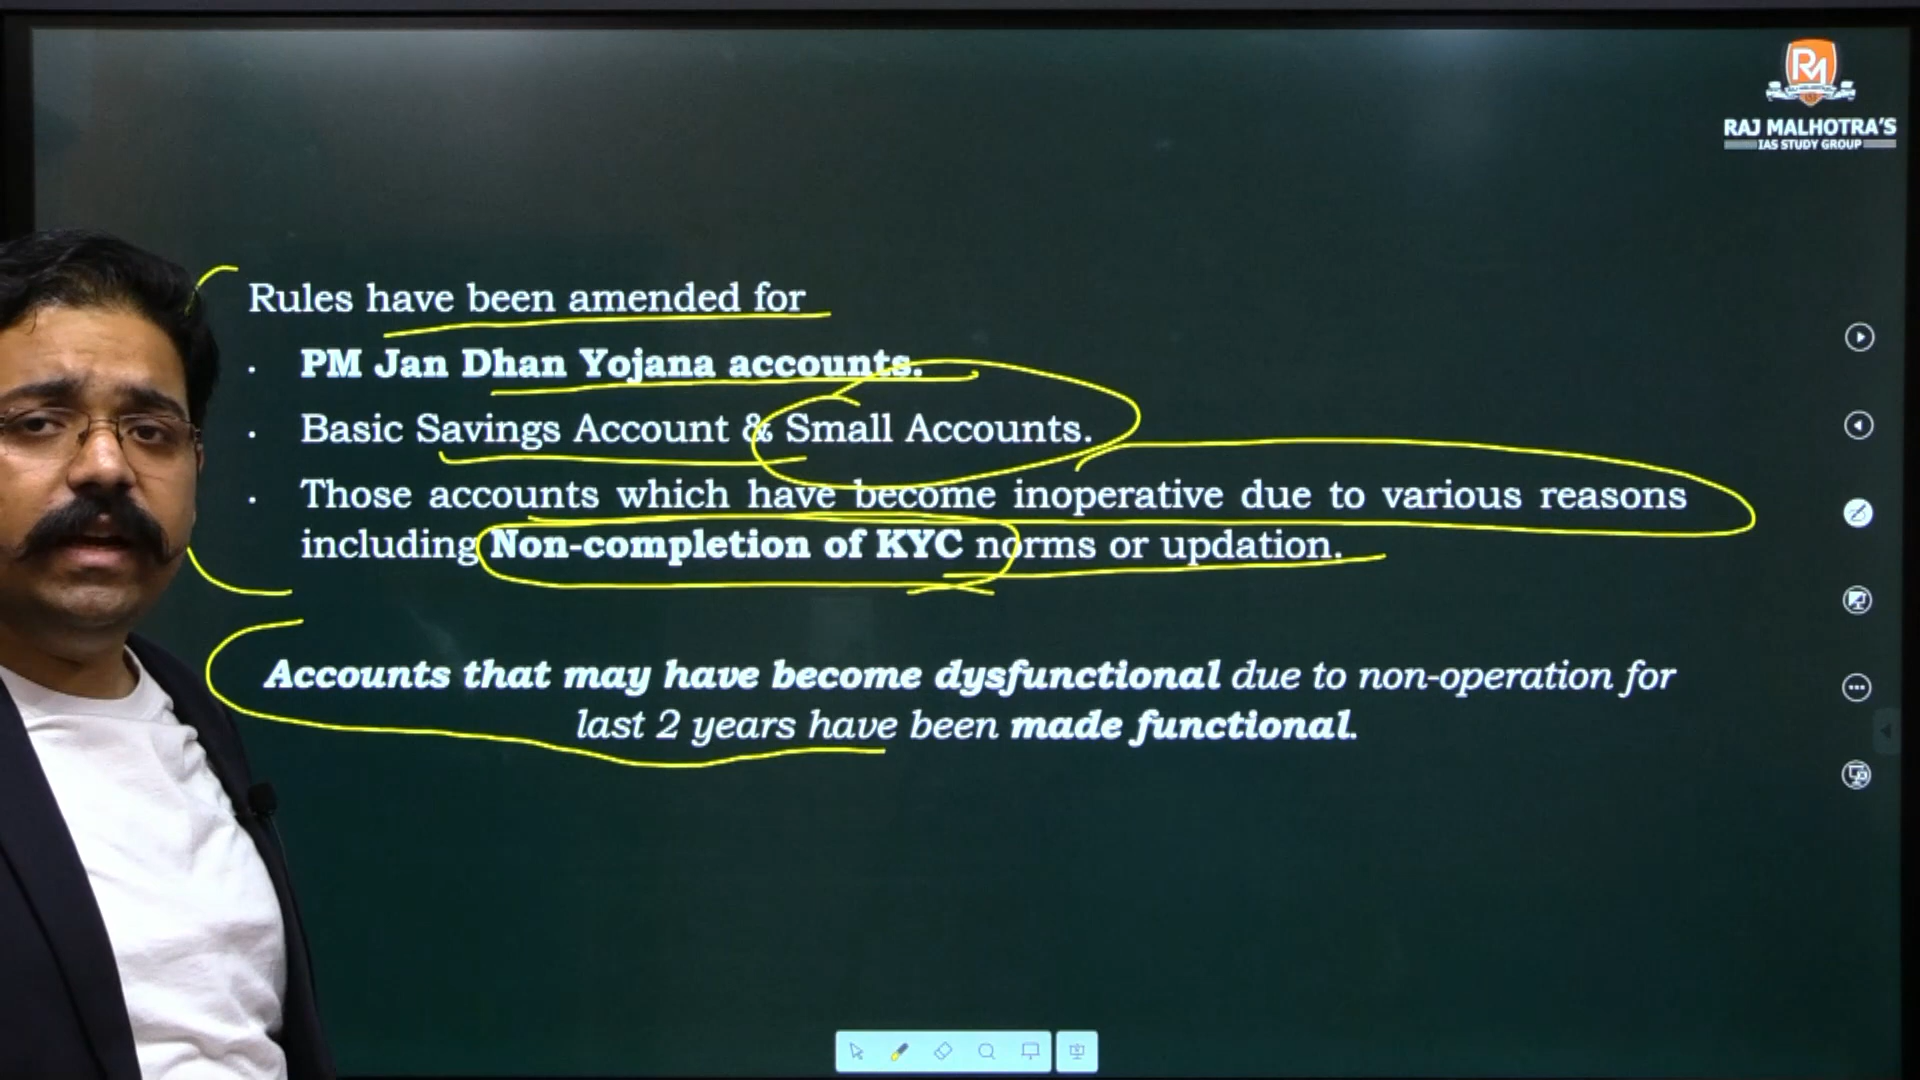 RM
RAJ MALHOTRA'S
IAS STUDY GROUP
Rules have been amended for
· PM Jan Dhan Yojana accounts.
· Basic Savings Account & Small Accounts.
· Those accounts which have become inoperative due to various reasons
including Non-completion of KYC norms or updation.
Accounts that may have become dysfunctional due to non-operation for
last 2 years have been made functional.